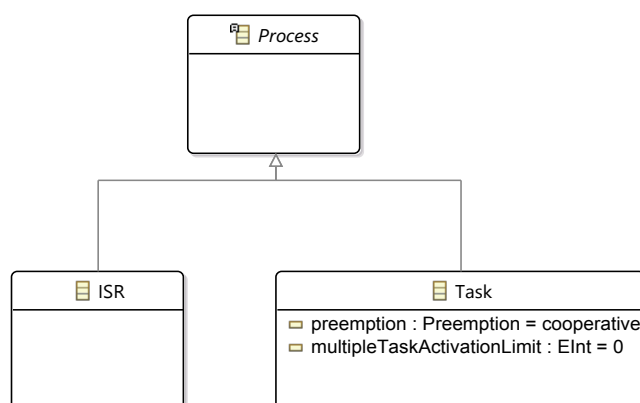 Process
ISR
Task
preemption : Preemption = cooperative
multipleTaskActivationLimit : EInt = 0